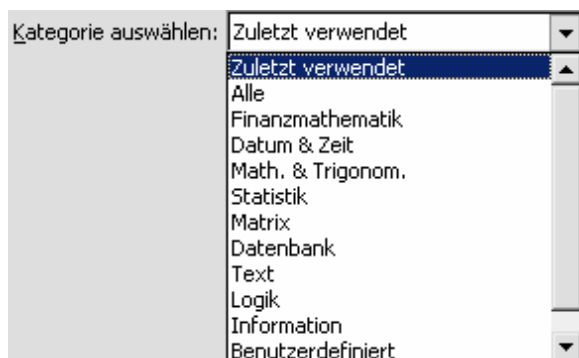 Kategorie auswählen: Zuletzt verwendet
Zuletzt verwendet
Alle
Finanzmathematik
Datum & Zeit
Math. & Trigonom.
Statistik
Matrix
Datenbank
Text
Logik
Information
Benutzerdefiniert